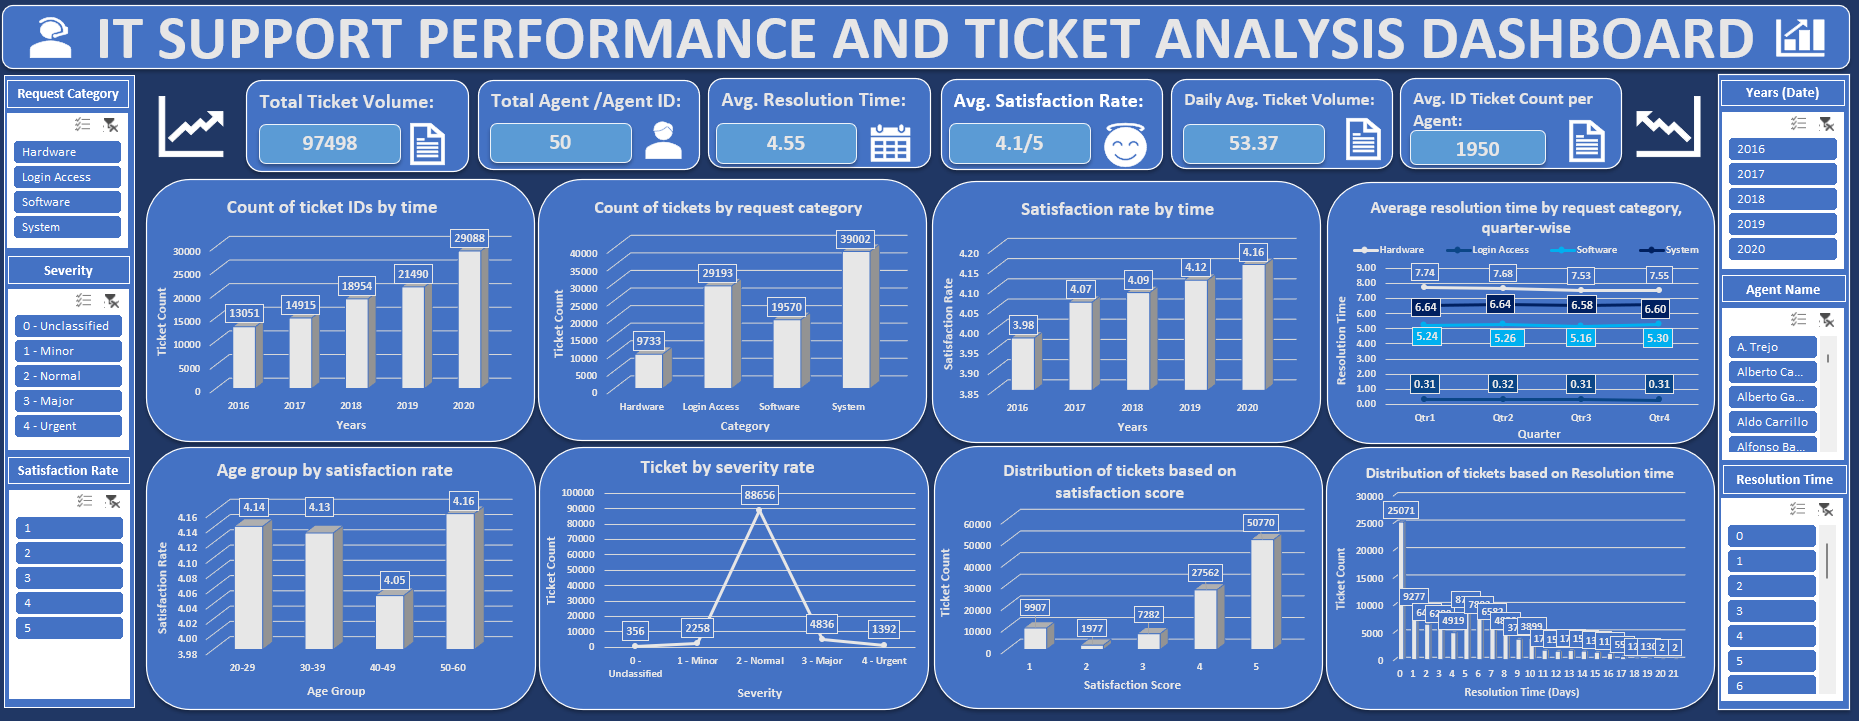 IT SUPPORT PERFORMANCE AND TICKET ANALYSIS DASHBOARD
Request Category
Hardware
Login Access
Software
System
Severity
0 - Unclassified
1 - Minor
2 - Normal
3 - Major
4 - Urgent
Satisfaction Rate
1
2
3
4
5
Total Ticket Volume:
97498
Total Agent /Agent ID:
50
Avg. Resolution Time:
4.55
Avg. Satisfaction Rate:
4.1/5
Daily Avg. Ticket Volume:
53.37
Avg. ID Ticket Count per
Agent:
1950
Count of ticket IDs by time
Ticket Count
30000
25000
20000
15000
10000
5000
0
13051
14915
18954
21490
29088
2016 2017 2018 2019 2020
Years
Count of tickets by request category
Ticket Count
40000
35000
30000
25000
20000
15000
10000
5000
0
9733
29193
19570
39002
Hardware Login Access Software System
Category
Satisfaction rate by time
Satisfaction Rate
4.20
4.15
4.10
4.05
4.00
3.95
3.90
3.85
3.98
4.07
4.09
4.12
4.16
2016 2017 2018 2019 2020
Years
Average resolution time by request category,
quarter-wise
Hardware Login Access Software System
Resolution Time
9.00
8.00
7.00
6.00
5.00
4.00
3.00
2.00
1.00
0.00
7.74 7.68 7.53 7.55
6.64 6.64 6.58 6.60
5.24 5.26 5.16 5.30
0.31 0.32 0.31 0.31
Qtr1 Qtr2 Qtr3 Qtr4
Quarter
Age group by satisfaction rate
Satisfaction Rate
4.16
4.14
4.12
4.10
4.08
4.06
4.04
4.02
4.00
3.98
4.14
4.13
4.05
4.16
20-29 30-39 40-49 50-60
Age Group
Ticket by severity rate
Ticket Count
100000
90000
80000
70000
60000
50000
40000
30000
20000
10000
0
356
2258
88656
4836
1392
0 - 1 - Minor 2 - Normal 3 - Major 4 - Urgent
Unclassified
Severity
Distribution of tickets based on
satisfaction score
Ticket Count
60000
50000
40000
30000
20000
10000
0
9907
1977
7282
27562
50770
1 2 3 4 5
Satisfaction Score
Distribution of tickets based on Resolution time
Ticket Count
30000
25000
20000
15000
10000
5000
0
25071
9277
4919
3899
2
2
0 1 2 3 4 5 6 7 8 9 10 11 12 13 14 15 16 17 18 19 20 21
Resolution Time (Days)
Years (Date)
2016
2017
2018
2019
2020
Agent Name
A. Trejo
Alberto Ca...
Alberto Ga...
Aldo Carrillo
Alfonso Ba...
Resolution Time
0
1
2
3
4
5
6